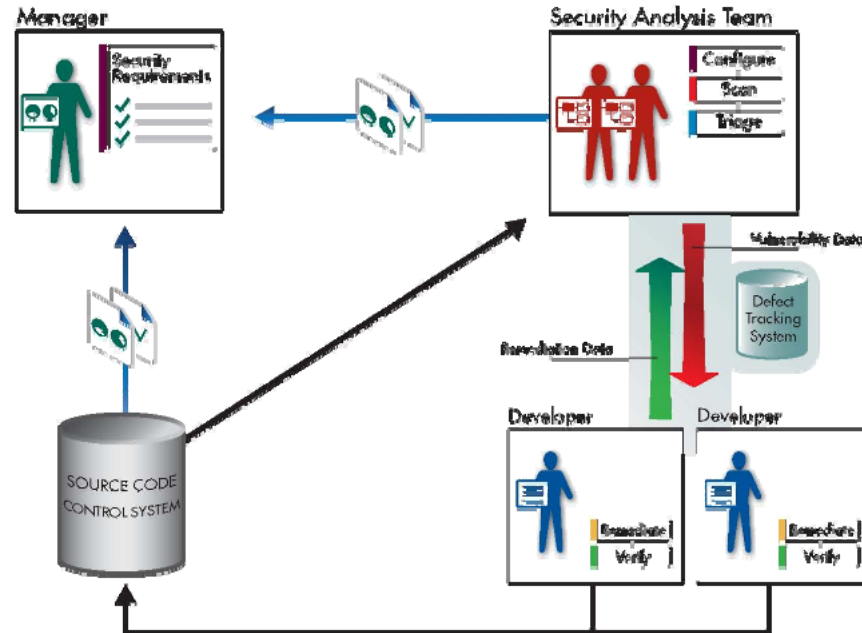 Manager
Security Analysis Team
Security
Requirements
Configure
Scan
Triage
Vulnerability Data
Defect
Tracking
System
Remediation Data
Developer
Developer
SOURCE CODE
CONTROL SYSTEM
Remediate
Verify
Remediate
Verify